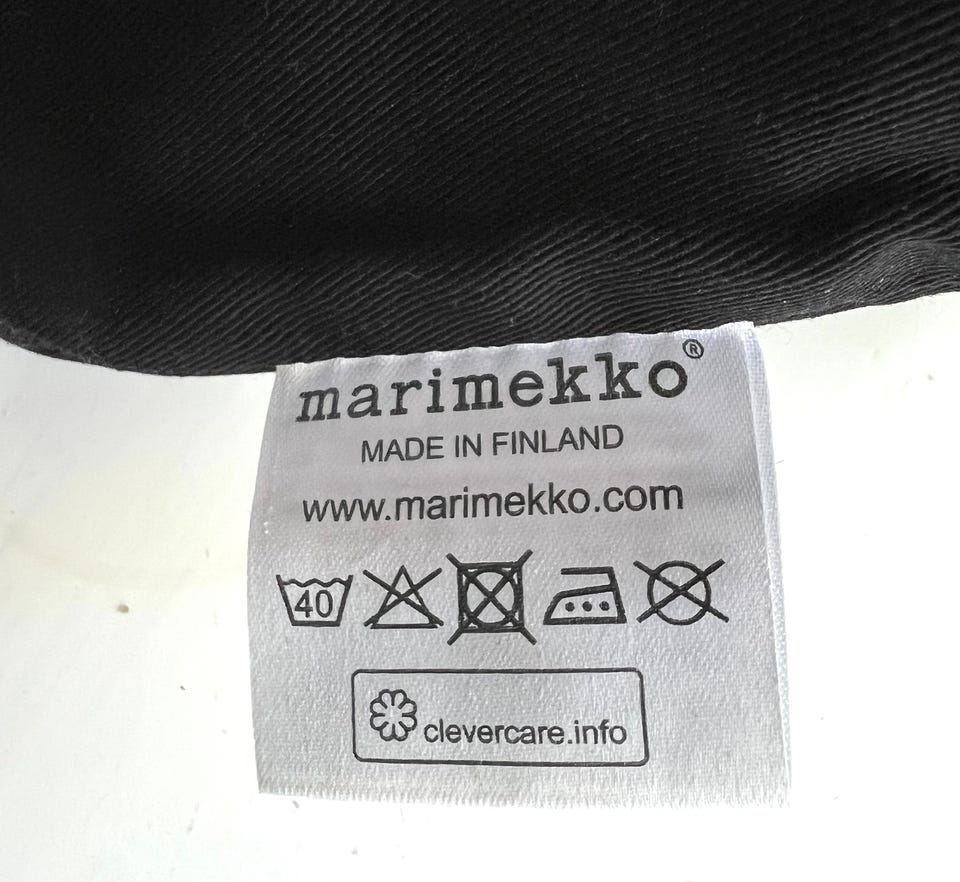 marimekko®
MADE IN FINLAND
www.marimekko.com
40
clevercare.info